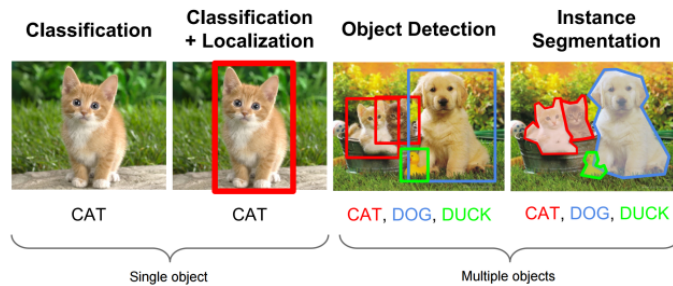 Classification
Classification
+ Localization
Object Detection
Instance
Segmentation
CAT
CAT
CAT, DOG, DUCK
CAT, DOG, DUCK
Single object
Multiple objects